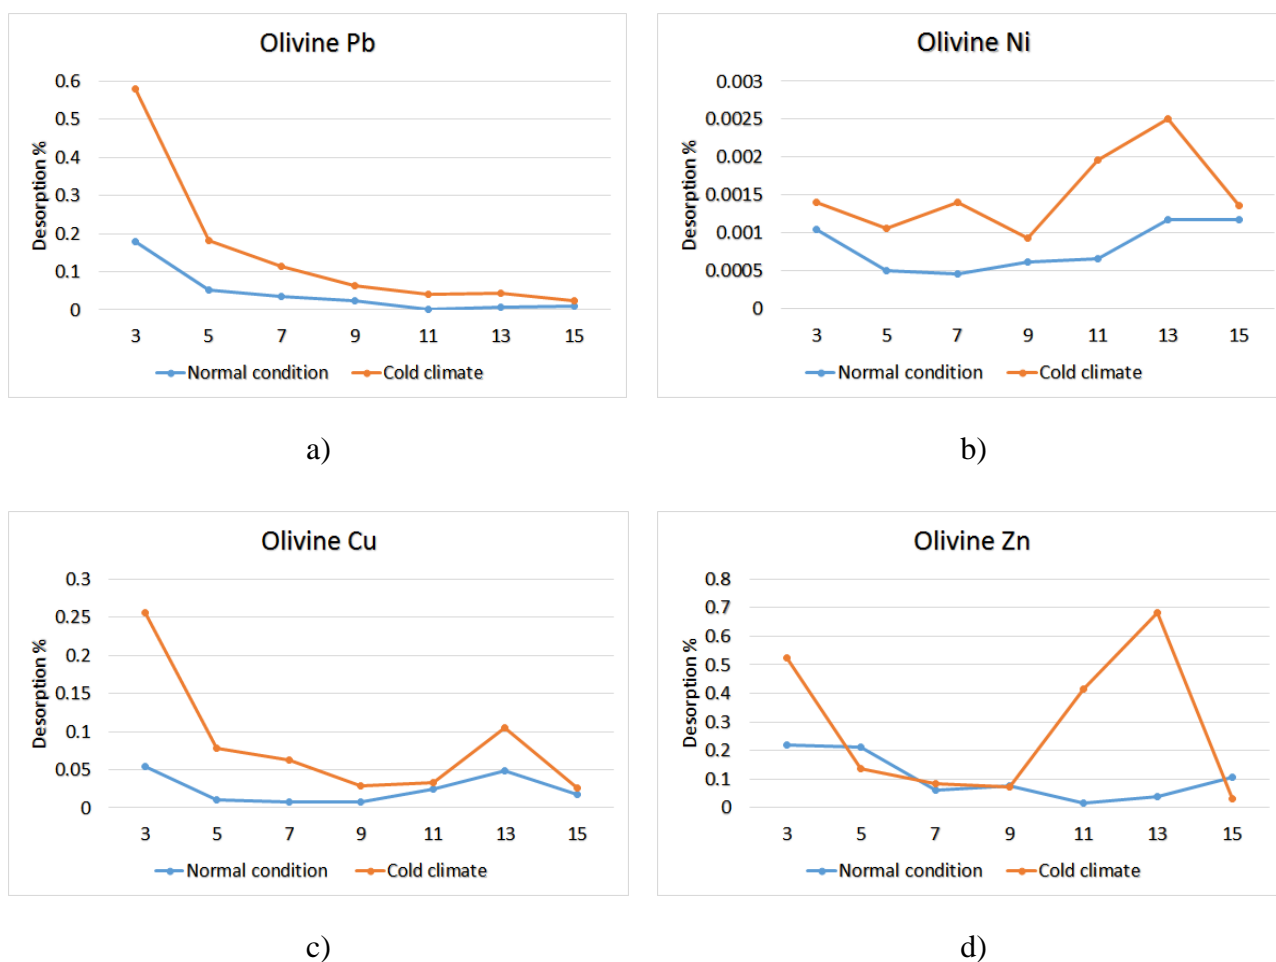 Olivine Pb
Desorption %
0.6
0.5
0.4
0.3
0.2
0.1
0
3 5 7 9 11 13 15
Normal condition Cold climate
a)
Olivine Ni
Desorption %
0.003
0.0025
0.002
0.0015
0.001
0.0005
0
3 5 7 9 11 13 15
Normal condition Cold climate
b)
Olivine Cu
Desorption %
0.3
0.25
0.2
0.15
0.1
0.05
0
3 5 7 9 11 13 15
Normal condition Cold climate
c)
Olivine Zn
Desorption %
0.8
0.7
0.6
0.5
0.4
0.3
0.2
0.1
0
3 5 7 9 11 13 15
Normal condition Cold climate
d)